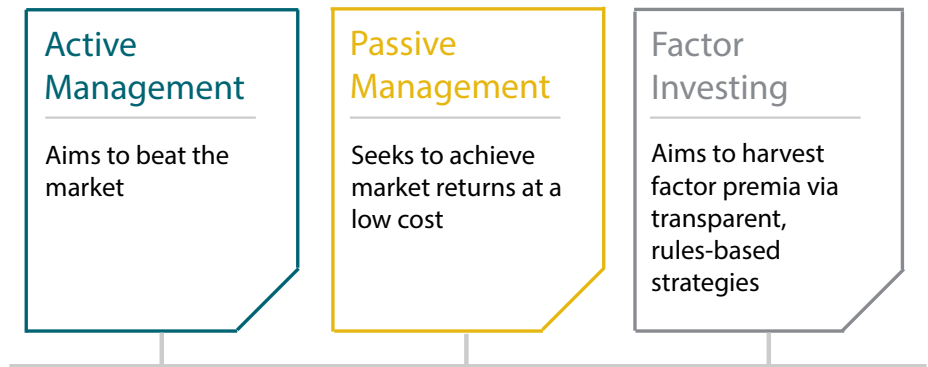 Active
Management
Aims to beat the
market
Passive
Management
Seeks to achieve
market returns at a
low cost
Factor
Investing
Aims to harvest
factor premia via
transparent,
rules-based
strategies